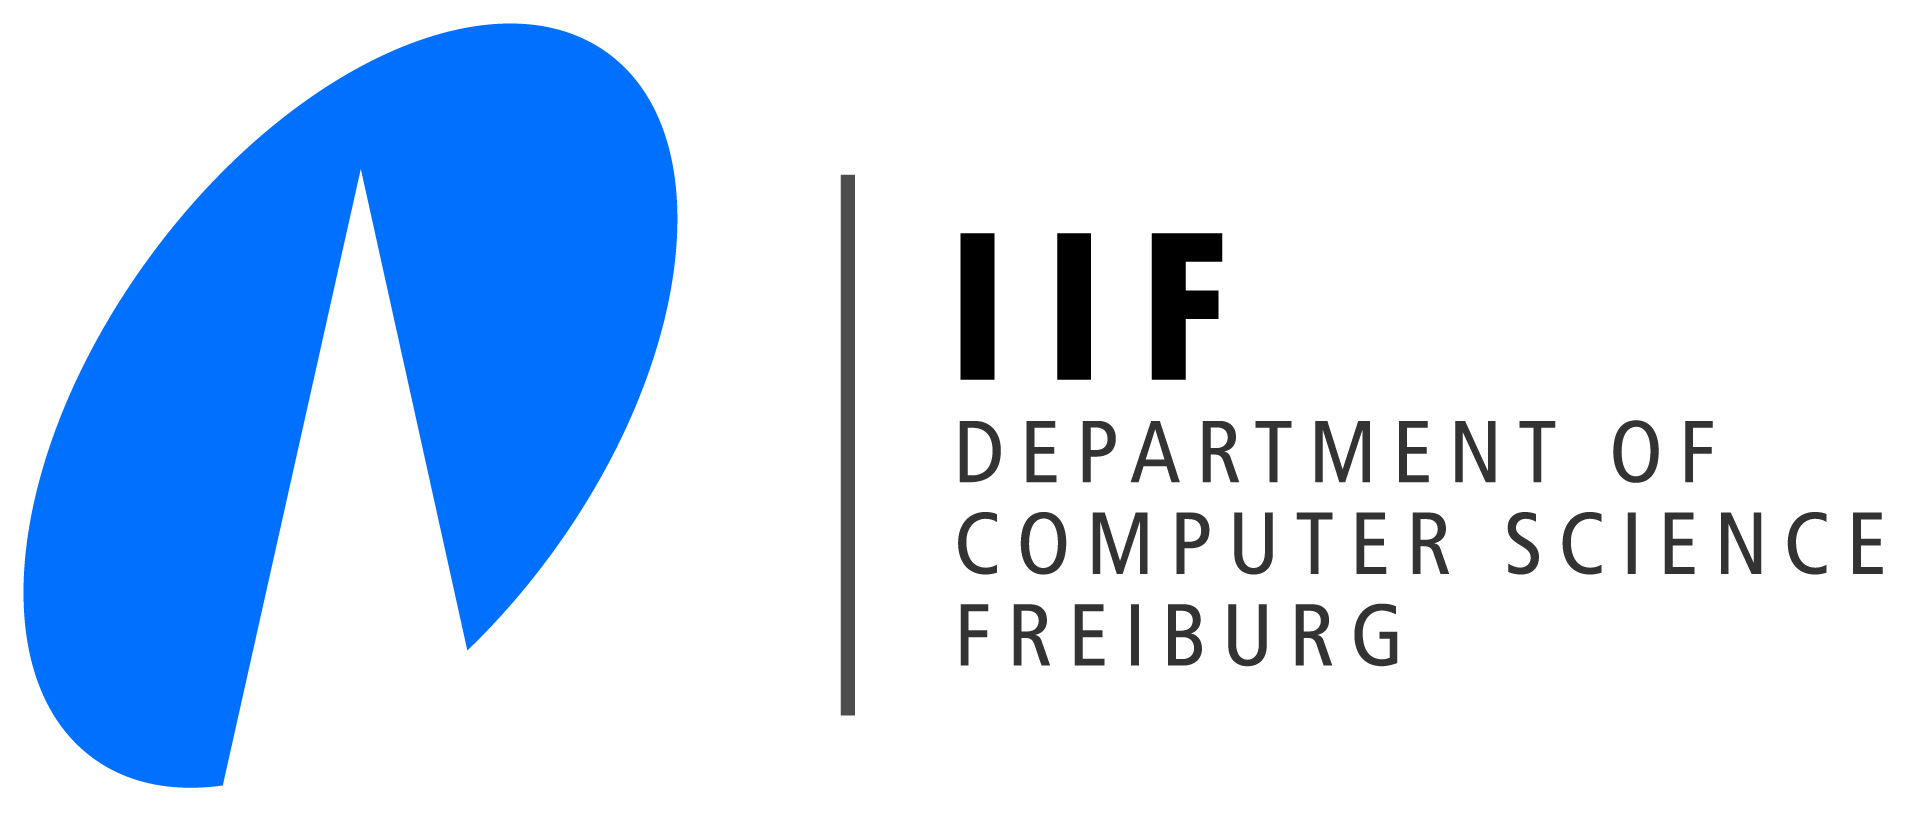 IIF
DEPARTMENT OF
COMPUTER SCIENCE
FREIBURG